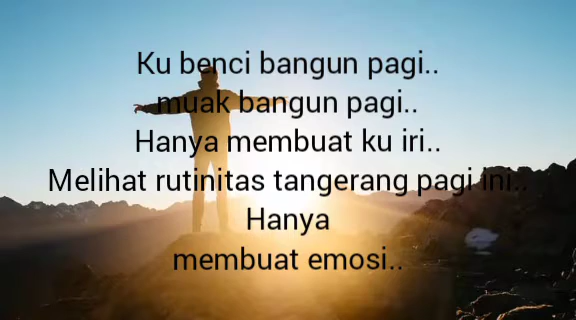 Ku benci bangun pagi..
muak bangun pagi..
Hanya membuat ku iri..
Melihat rutinitas tangerang pagi ini..
Hanya
membuat emosi..